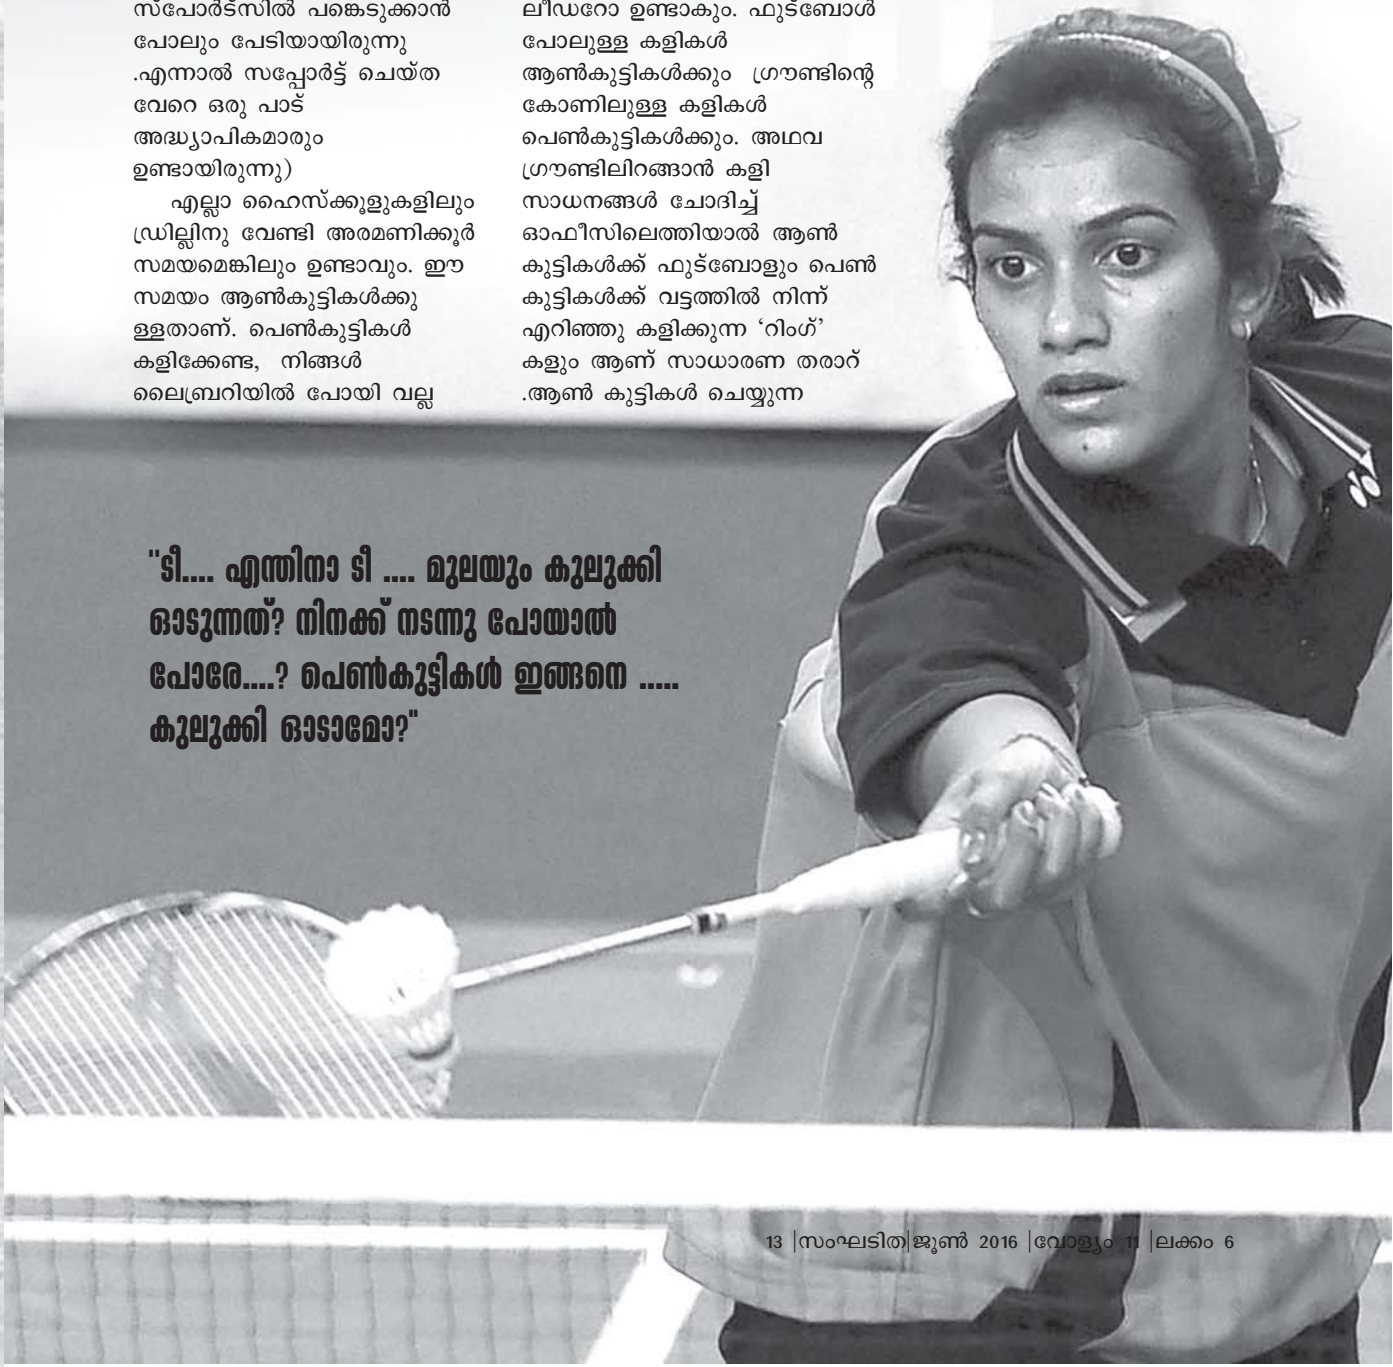 സ്പോർട്സിൽ പങ്കെടുക്കാൻ
പോലും പേടിയായിരുന്നു
.എന്നാൽ സപ്പോർട്ട് ചെയ്ത
വേറെ ഒരു പാട്
അദ്ധ്യാപികമാരും
ഉണ്ടായിരുന്നു)
എല്ലാ ഹൈസ്ക്കൂളുകളിലും
ഡ്രില്ലിനു വേണ്ടി അരമണിക്കൂർ
സമയമെങ്കിലും ഉണ്ടാവും. ഈ
സമയം ആൺകുട്ടികൾക്കു
ള്ളതാണ്. പെൺകുട്ടികൾ
കളിക്കേണ്ട, നിങ്ങൾ
ലൈബ്രറിയിൽ പോയി വല്ല
ലീഡറോ ഉണ്ടാകും. ഫുട്ബോൾ
പോലുള്ള കളികൾ
ആൺകുട്ടികൾക്കും ഗ്രൗണ്ടിന്റെ
കോണിലുള്ള കളികൾ
പെൺകുട്ടികൾക്കും. അഥവ
ഗ്രൗണ്ടിലിറങ്ങാൻ കളി
സാധനങ്ങൾ ചോദിച്ച്
ഓഫീസിലെത്തിയാൽ ആൺ
കുട്ടികൾക്ക് ഫുട്ബോളും പെൺ
കുട്ടികൾക്ക് വട്ടത്തിൽ നിന്ന്
എറിഞ്ഞു കളിക്കുന്ന ‘റിംഗ്’
കളും ആണ് സാധാരണ തരാറ്
.ആൺ കുട്ടികൾ ചെയ്യുന്ന
"ടീ.... എന്തിനാ ടീ .... മുലയും കുലുക്കി
ഓടുന്നത്? നിനക്ക് നടന്നു പോയാൽ
പോരേ....? പെൺകുട്ടികൾ ഇങ്ങനെ .....
കുലുക്കി ഓടാമോ?"
13 |സംഘടിത|ജൂൺ 2016 |വോള്യം 11 |ലക്കം 6